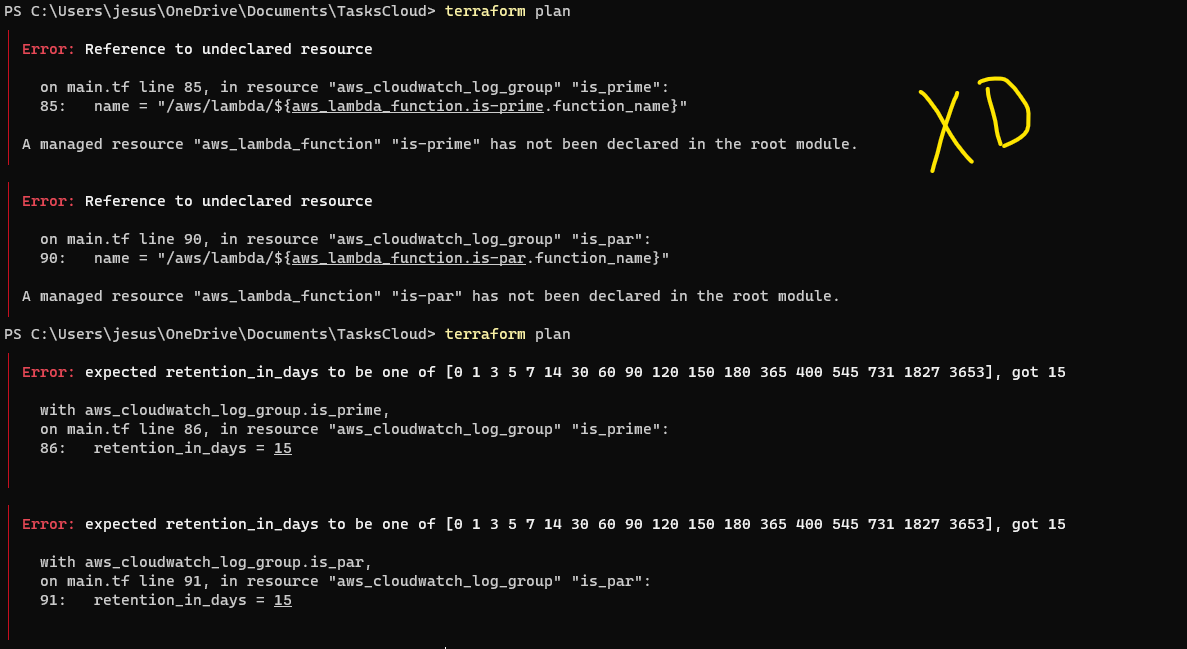 PS C:\Users\jesus\OneDrive\Documents\TasksCloud> terraform plan
Error: Reference to undeclared resource
on main.tf line 85, in resource "aws_cloudwatch_log_group" "is_prime":
85:   name = "/aws/lambda/${aws_lambda_function.is-prime.function_name}"
XD
A managed resource "aws_lambda_function" "is-prime" has not been declared in the root module.
Error: Reference to undeclared resource
on main.tf line 90, in resource "aws_cloudwatch_log_group" "is_par":
90:   name = "/aws/lambda/${aws_lambda_function.is-par.function_name}"
A managed resource "aws_lambda_function" "is-par" has not been declared in the root module.
PS C:\Users\jesus\OneDrive\Documents\TasksCloud> terraform plan
Error: expected retention_in_days to be one of [0 1 3 5 7 14 30 60 90 120 150 180 365 400 545 731 1827 3653], got 15
with aws_cloudwatch_log_group.is_prime,
on main.tf line 86, in resource "aws_cloudwatch_log_group" "is_prime":
86:   retention_in_days = 15
Error: expected retention_in_days to be one of [0 1 3 5 7 14 30 60 90 120 150 180 365 400 545 731 1827 3653], got 15
with aws_cloudwatch_log_group.is_par,
on main.tf line 91, in resource "aws_cloudwatch_log_group" "is_par":
91:   retention_in_days = 15